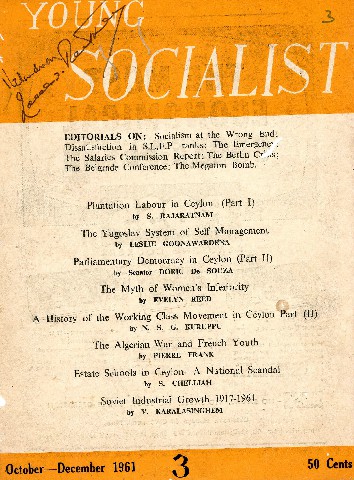 YOUNG
3
SOCIALIST
EDITORIALS ON: Socialism at the Wrong End;
Dissatisfaction in S.L.F.P. ranks; The Emergency;
The Salaries Commission Report; The Berlin Crisis;
The Belgrade Conference; The Megaton Bomb.
Plantation Labour in Ceylon (Part I)
by S. RAJARATNAM
The Yugoslav System of Self Management
by LESLIE GOONAWARDENA
Parliamentary Democracy in Ceylon (Part II)
by Senator DORIC De SOUZA
The Myth of Women's Inferiority
by EVELYN REED
A History of the Working Class Movement in Ceylon Part (II)
by N. S. G. KURUPPU
The Algerian War and French Youth
by PIERRE FRANK
Estate Schools in Ceylon—A National Scandal
by S. CHELLIAH
Soviet Industrial Growth 1917-1961
by V. KARALASINGHEM
October—December 1961
3
50 Cents